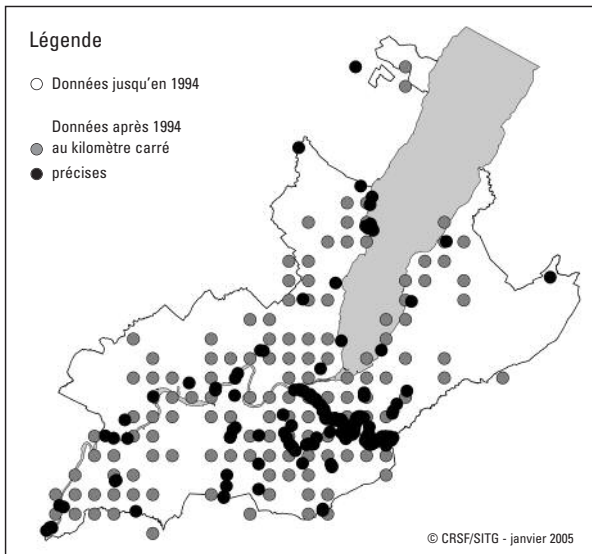 Légende
Données jusqu'en 1994
Données après 1994
au kilomètre carré
précises
© CRSF/SITG - janvier 2005